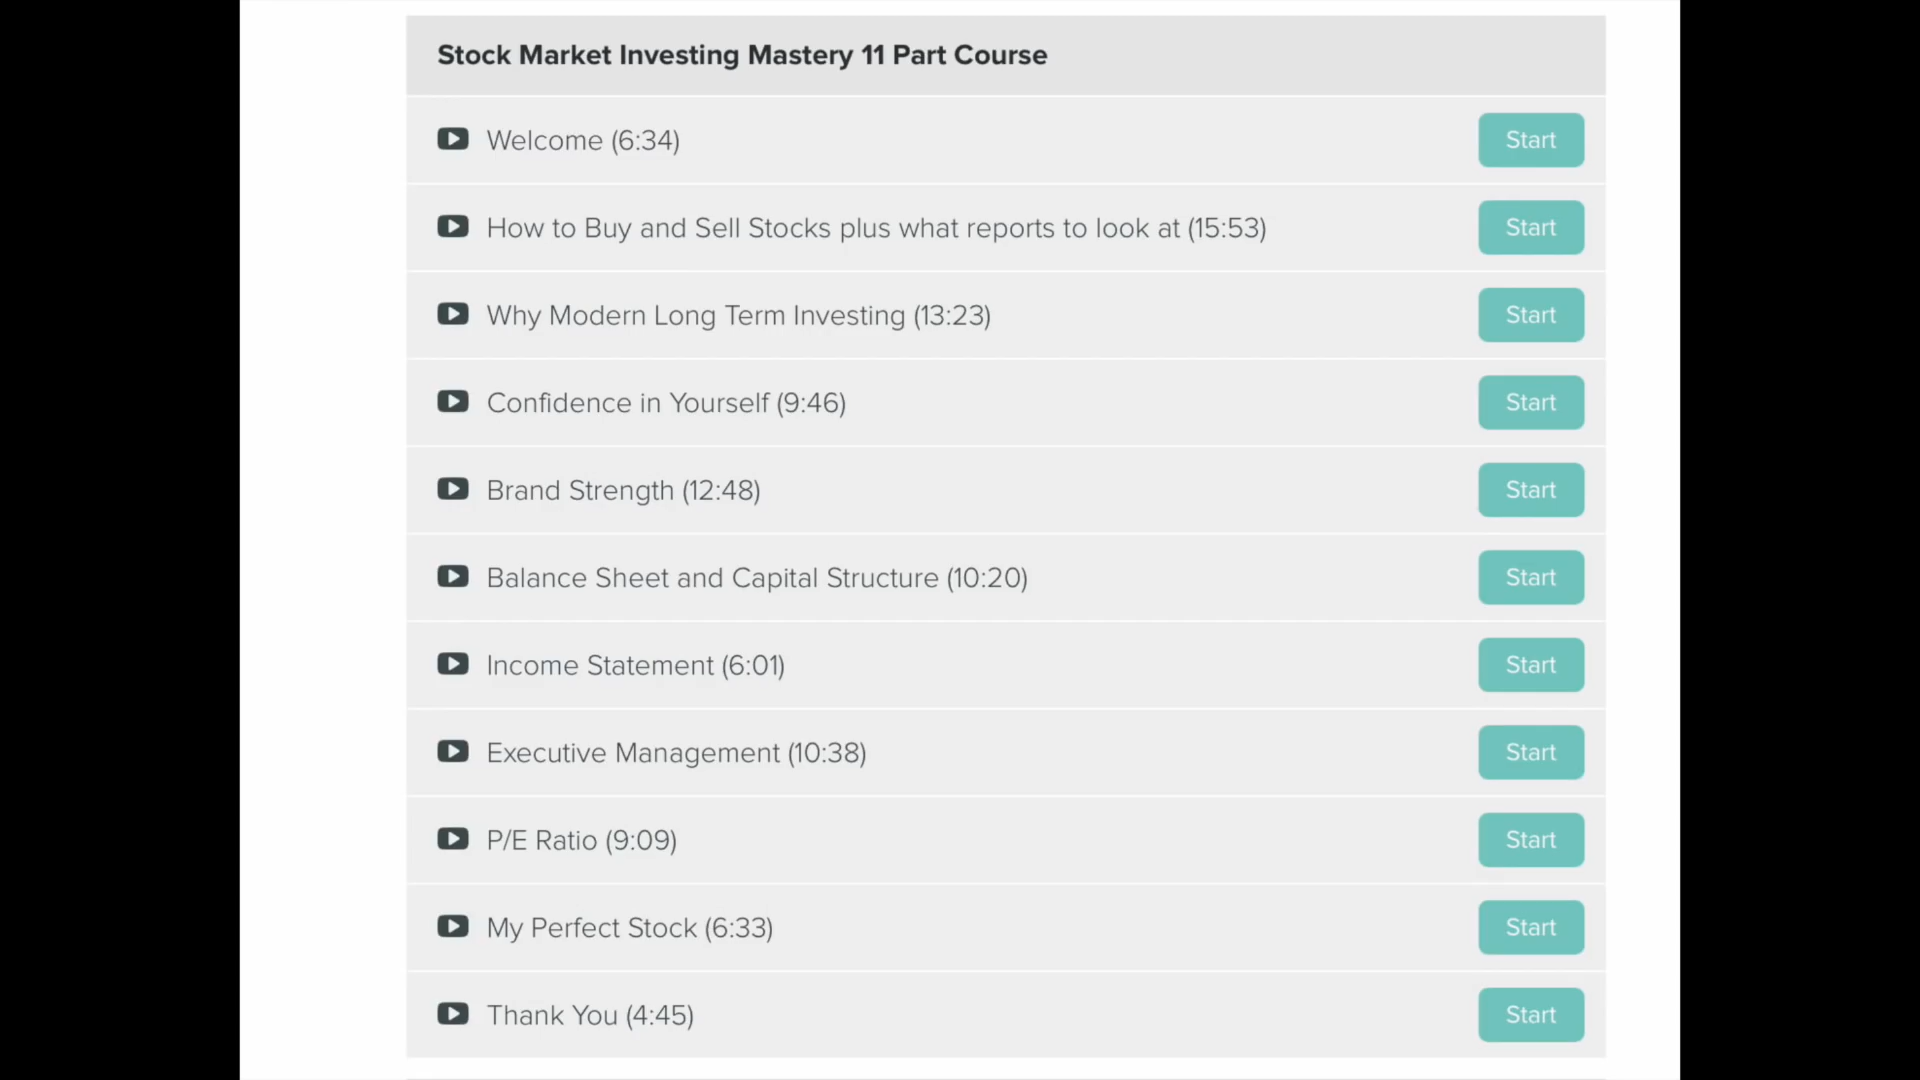 Stock Market Investing Mastery 11 Part Course
Welcome (6:34)
Start
How to Buy and Sell Stocks plus what reports to look at (15:53)
Start
Why Modern Long Term Investing (13:23)
Start
Confidence in Yourself (9:46)
Start
Brand Strength (12:48)
Start
Balance Sheet and Capital Structure (10:20)
Start
Income Statement (6:01)
Start
Executive Management (10:38)
Start
P/E Ratio (9:09)
Start
My Perfect Stock (6:33)
Start
Thank You (4:45)
Start